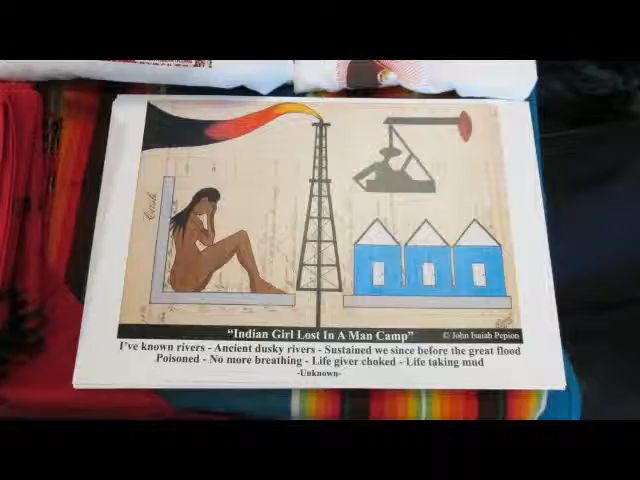 Cash
"Indian Girl Lost In A Man Camp"
© John Isaiah Pepion
I've known rivers - Ancient dusky rivers - Sustained we since before the great flood
Poisoned - No more breathing - Life giver choked - Life taking mud
-Unknown-